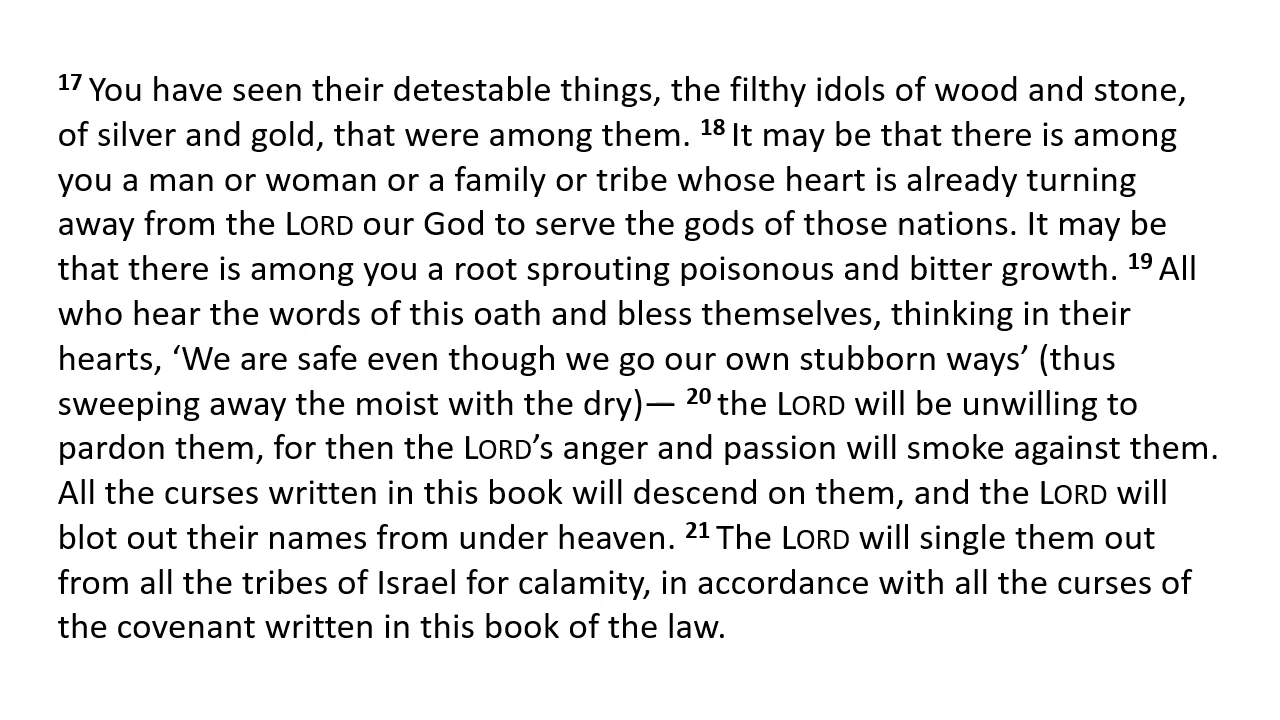 17 You have seen their detestable things, the filthy idols of wood and stone,
of silver and gold, that were among them. 18 It may be that there is among
you a man or woman or a family or tribe whose heart is already turning
away from the LORD our God to serve the gods of those nations. It may be
that there is among you a root sprouting poisonous and bitter growth. 19 All
who hear the words of this oath and bless themselves, thinking in their
hearts, ‘We are safe even though we go our own stubborn ways’ (thus
sweeping away the moist with the dry)— 20 the LORD will be unwilling to
pardon them, for then the LORD’s anger and passion will smoke against them.
All the curses written in this book will descend on them, and the LORD will
blot out their names from under heaven. 21 The LORD will single them out
from all the tribes of Israel for calamity, in accordance with all the curses of
the covenant written in this book of the law.